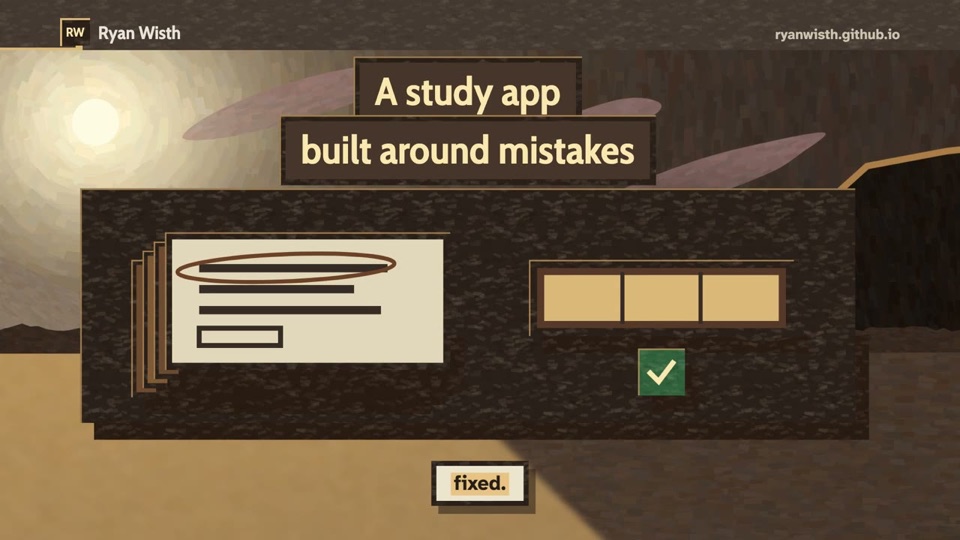 RW Ryan Wisth
ryanwisth.github.io
A study app
built around mistakes
fixed.